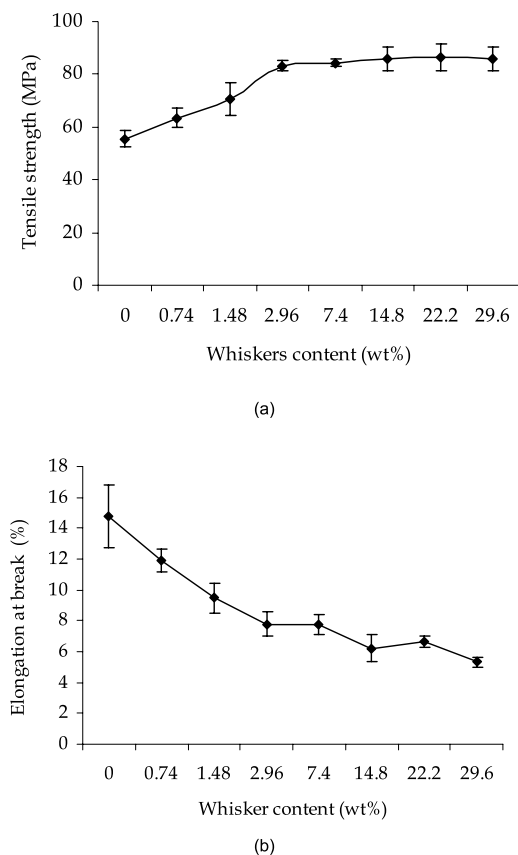 100
80
60
40
20
0
Tensile strength (MPa)
0 0.74 1.48 2.96 7.4 14.8 22.2 29.6
Whiskers content (wt%)
(a)
18
16
14
12
10
8
6
4
2
0
Elongation at break (%)
0 0.74 1.48 2.96 7.4 14.8 22.2 29.6
Whisker content (wt%)
(b)